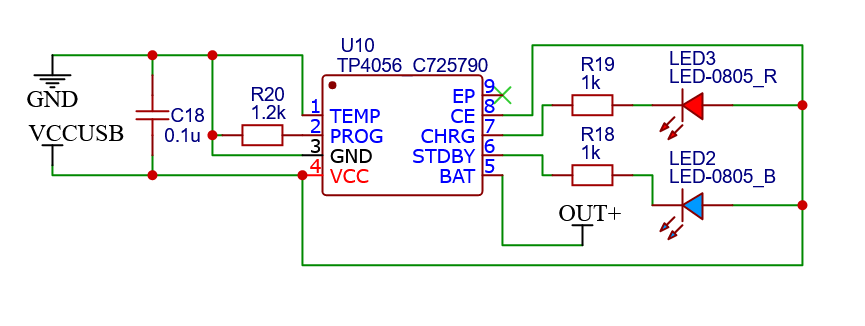 U10
TP4056_C725790
GND
VCCUSB
C18
0.1u
R20
1.2k
1
TEMP
2
PROG
3
GND
4
VCC
9
EP
8
CE
7
CHRG
6
STDBY
5
BAT
R19
1k
LED3
LED-0805_R
R18
1k
LED2
LED-0805_B
OUT+